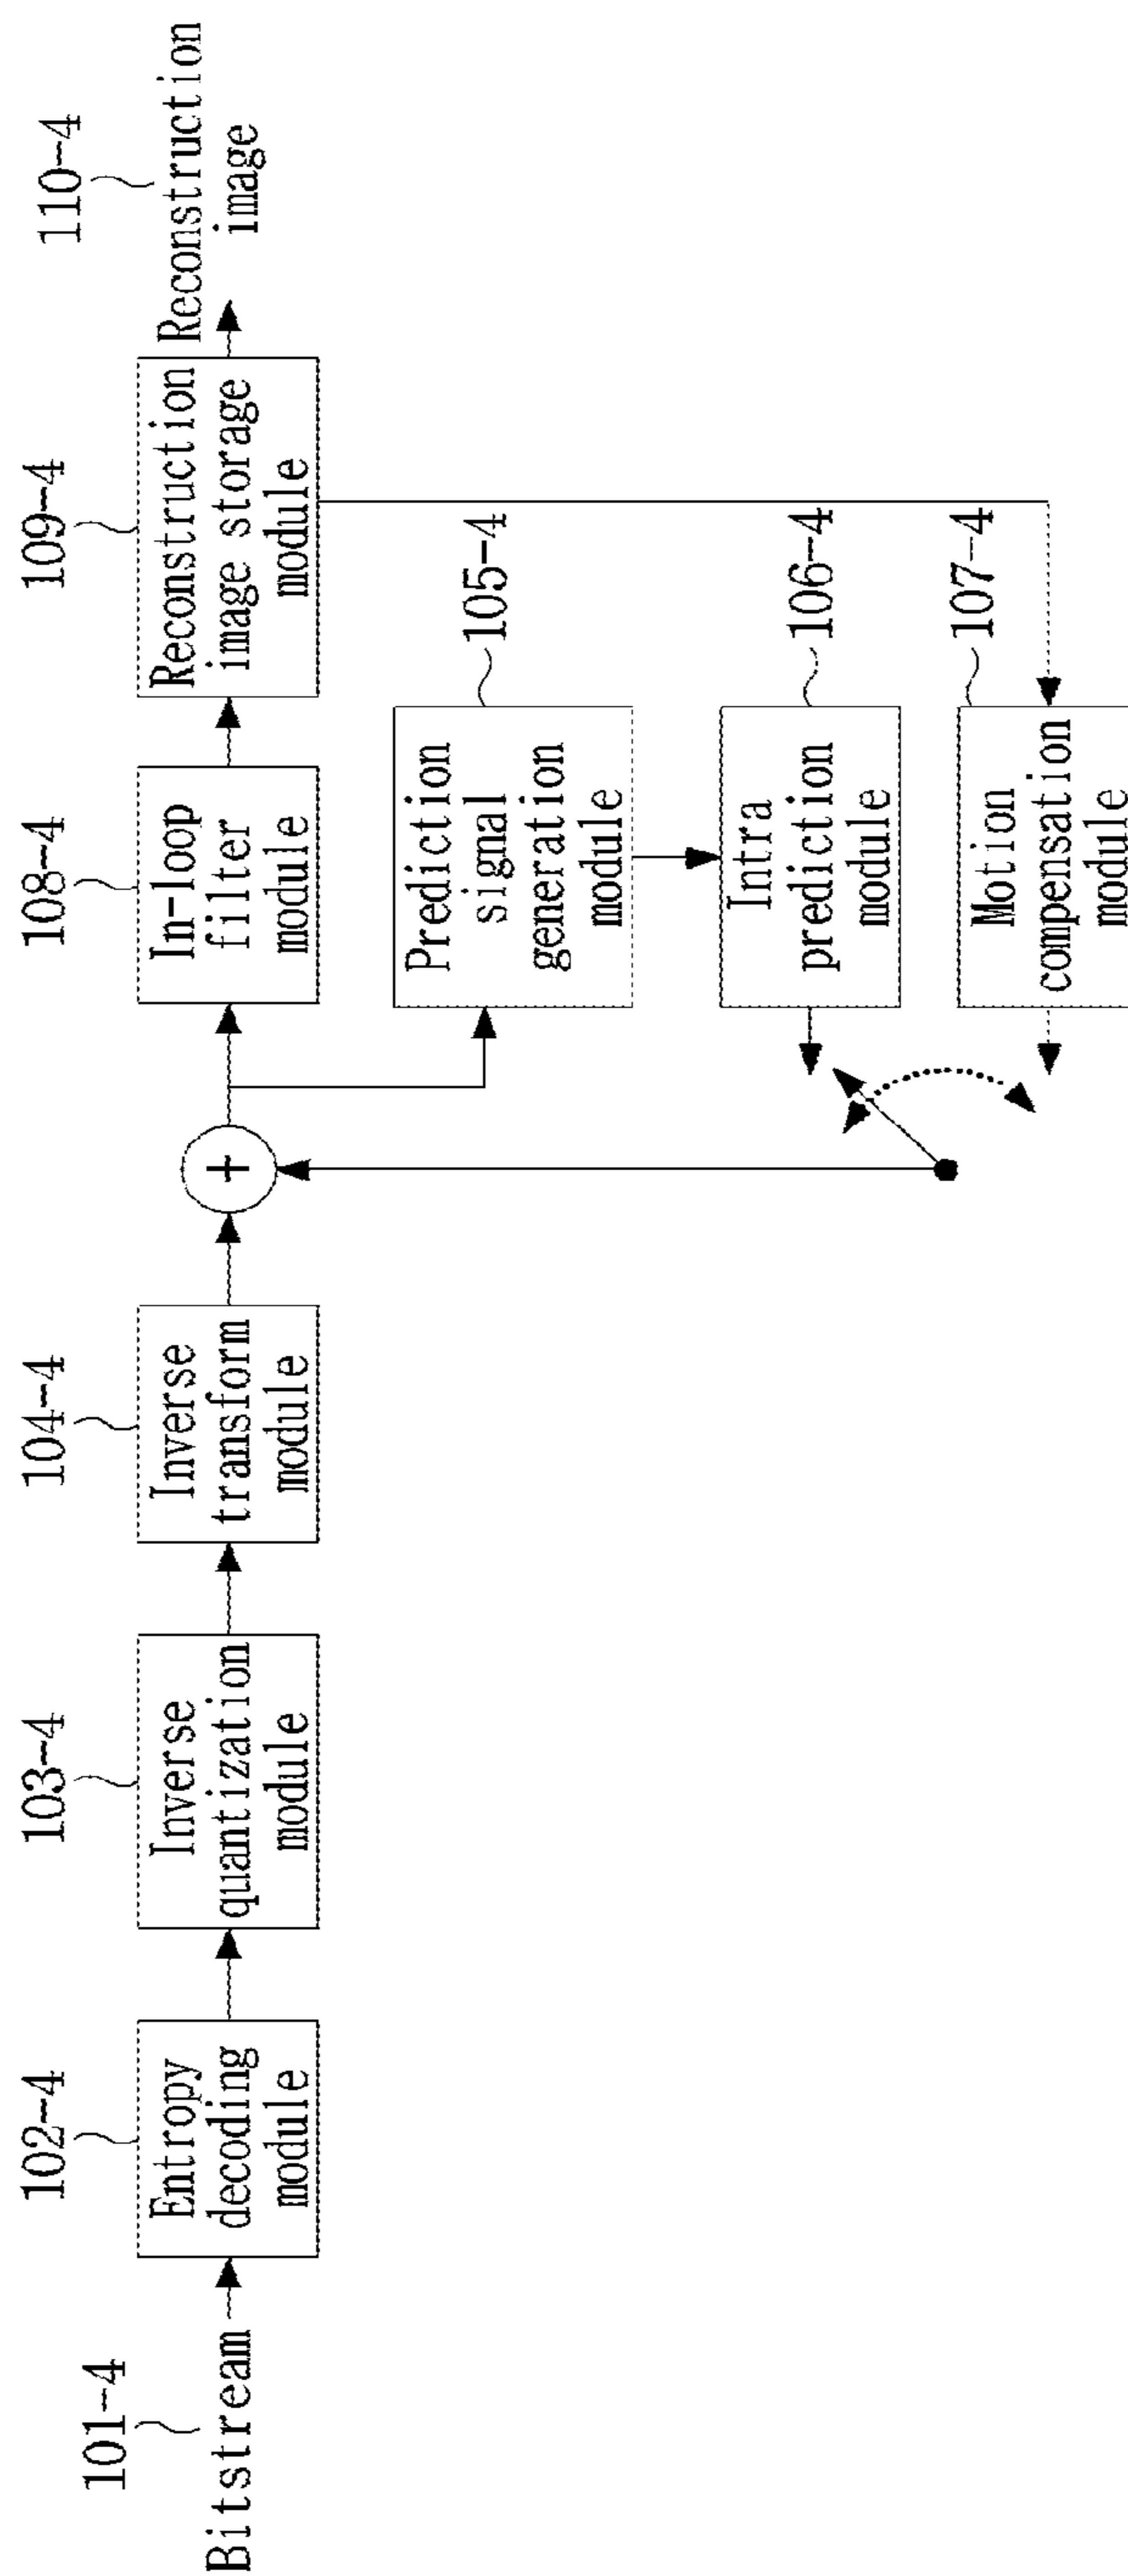 101-4
Bitstream
102-4
Entropy
decoding
module
103-4
Inverse
quantization
module
104-4
Inverse
transform
module
+
108-4
In-loop
filter
module
109-4
Reconstruction
image storage
module
110-4
Reconstruction
image
105-4
Prediction
signal
generation
module
106-4
Intra
prediction
module
107-4
Motion
compensation
module